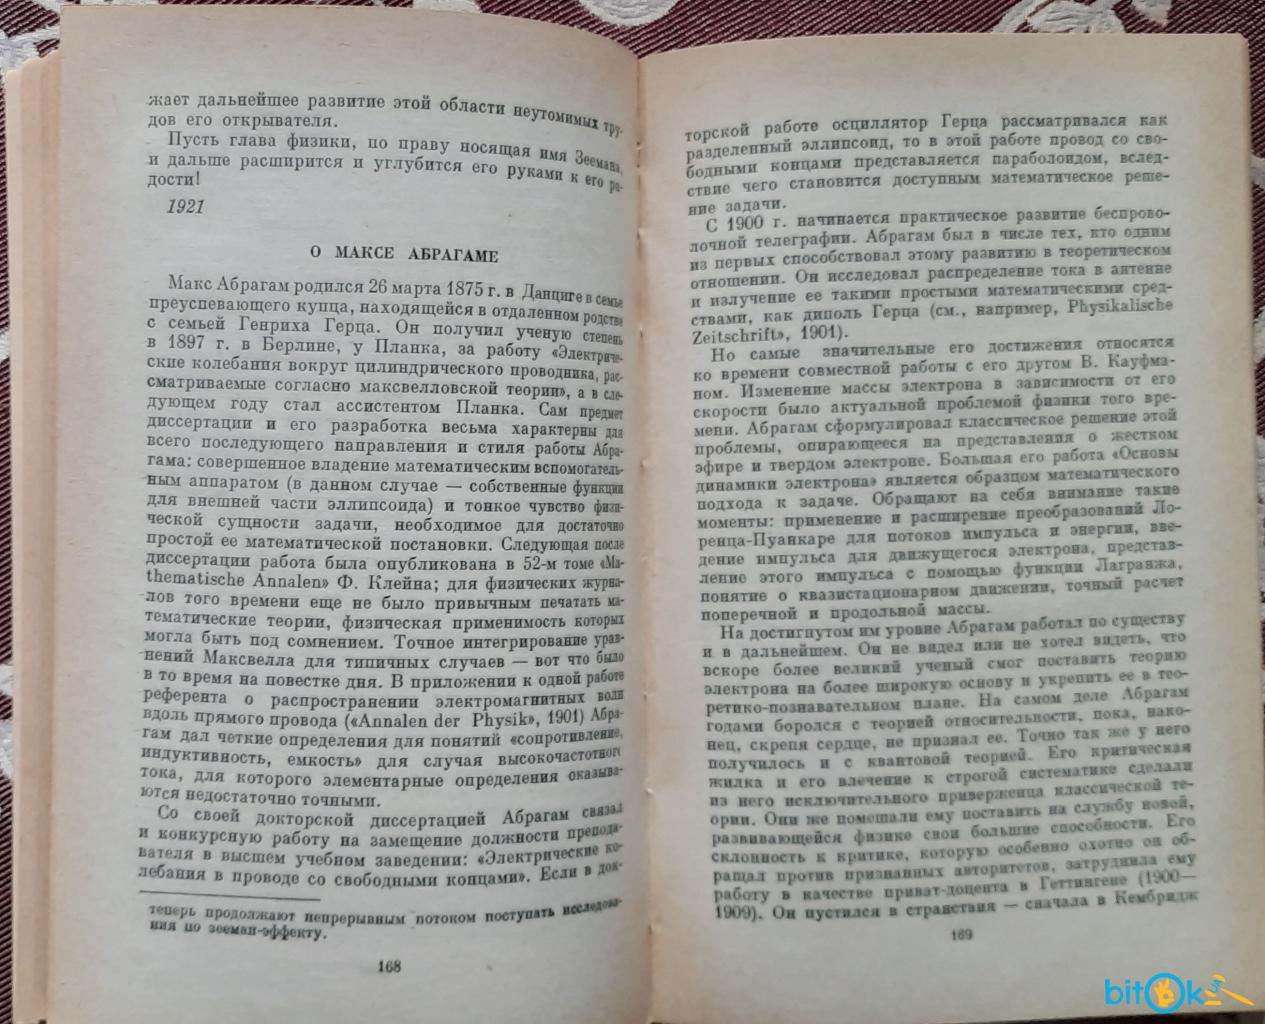 жает дальнейшее развитие этой области неутомимых тру-
дов его открывателя.
Пусть глава физики, по праву носящая имя Зеемана,
и дальше расширится и углубится его руками к его ра-
дости!
1921
О МАКСЕ АБРАГАМЕ
Макс Абрагам родился 26 марта 1875 г. в Данциге в семье
преуспевающего купца, находящейся в отдаленном родстве
с семьей Генриха Герца. Он получил ученую степень
в 1897 г. в Берлине, у Планка, за работу «Электриче-
ские колебания вокруг цилиндрического проводника, рас-
сматриваемые согласно максвелловской теории», а в сле-
дующем году стал ассистентом Планка. Сам предмет
диссертации и его разработка весьма характерны для
всего последующего направления и стиля работы Абра-
гама: совершенное владение математическим вспомогатель-
ным аппаратом (в данном случае — собственные функции
для внешней части эллипсоида) и тонкое чувство физи-
ческой сущности задачи, необходимое для достаточно
простой ее математической постановки. Следующая после
диссертации работа была опубликована в 52-м томе «Ma-
thematische Annalen» Ф. Клейна; для физических журна-
лов того времени еще не было привычным печатать ма-
тематические теории, физическая применимость которых
могла быть под сомнением. Точное интегрирование урав-
нений Максвелла для типичных случаев — вот что было
в то время на повестке дня. В приложении к одной работе
референта о распространении электромагнитных волн
вдоль прямого провода («Annalen der Physik», 1901) Абра-
гам дал четкие определения для понятий «сопротивление,
индуктивность, емкость» для случая высокочастотного
тока, для которого элементарные определения оказыва-
ются недостаточно точными.
Со своей докторской диссертацией Абрагам связал
и конкурсную работу на замещение должности препода-
вателя в высшем учебном заведении: «Электрические ко-
лебания в проводе со свободными концами». Если в док-
теперь продолжают непрерывным потоком поступать исследова-
ния по зееман-эффекту.
168
торской работе осциллятор Герца рассматривался как
разделенный эллипсоид, то в этой работе провод со сво-
бодными концами представляется параболоидом, вслед-
ствие чего становится доступным математическое реше-
ние задачи.
С 1900 г. начинается практическое развитие беспрово-
лочной телеграфии. Абрагам был в числе тех, кто одним
из первых способствовал этому развитию в теоретическом
отношении. Он исследовал распределение тока в антенне
и излучение ее такими простыми математическими сред-
ствами, как диполь Герца (см., например, Physikalische
Zeitschrift», 1901).
Но самые значительные его достижения относятся
ко времени совместной работы с его другом В. Кауфма-
ном. Изменение массы электрона в зависимости от его
скорости было актуальной проблемой физики того вре-
мени. Абрагам сформулировал классическое решение этой
проблемы, опирающееся на представления о жестком
эфире и твердом электроне. Большая его работа «Основы
динамики электрона» является образцом математического
подхода к задаче. Обращают на себя внимание такие
моменты: применение и расширение преобразований Ло-
ренца-Пуанкаре для потоков импульса и энергии, вве-
дение импульса для движущегося электрона, представ-
ление этого импульса с помощью функции Лагранжа,
понятие о квазистационарном движении, точный расчет
поперечной и продольной массы.
На достигнутом им уровне Абрагам работал по существу
и в дальнейшем. Он не видел или не хотел видеть, что
вскоре более великий ученый смог поставить теорию
электрона на более широкую основу и укрепить ее в тео-
ретико-познавательном плане. На самом деле Абрагам
годами боролся с теорией относительности, пока, нако-
нец, скрепя сердце, не признал ее. Точно так же у него
получилось и с квантовой теорией. Его критическая
жилка и его влечение к строгой систематике сделали
из него исключительного приверженца классической те-
ории. Они же помешали ему поставить на службу новой,
развивающейся физике свои большие способности. Его
склонность к критике, которую особенно охотно он об-
ращал против признанных авторитетов, затруднила ему
работу в качестве приват-доцента в Геттингене (1900—
1909). Он пустился в странствия — сначала в Кембридж
169
bitOk.ua